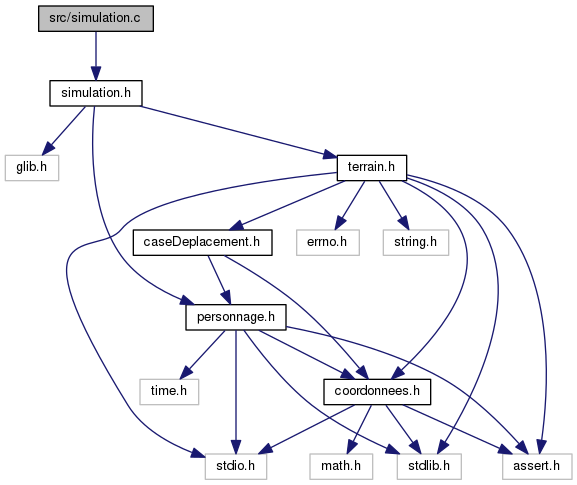 src/simulation.c
simulation.h
glib.h
terrain.h
caseDeplacement.h
errno.h
string.h
personnage.h
time.h
coordonnees.h
stdio.h
math.h
stdlib.h
assert.h